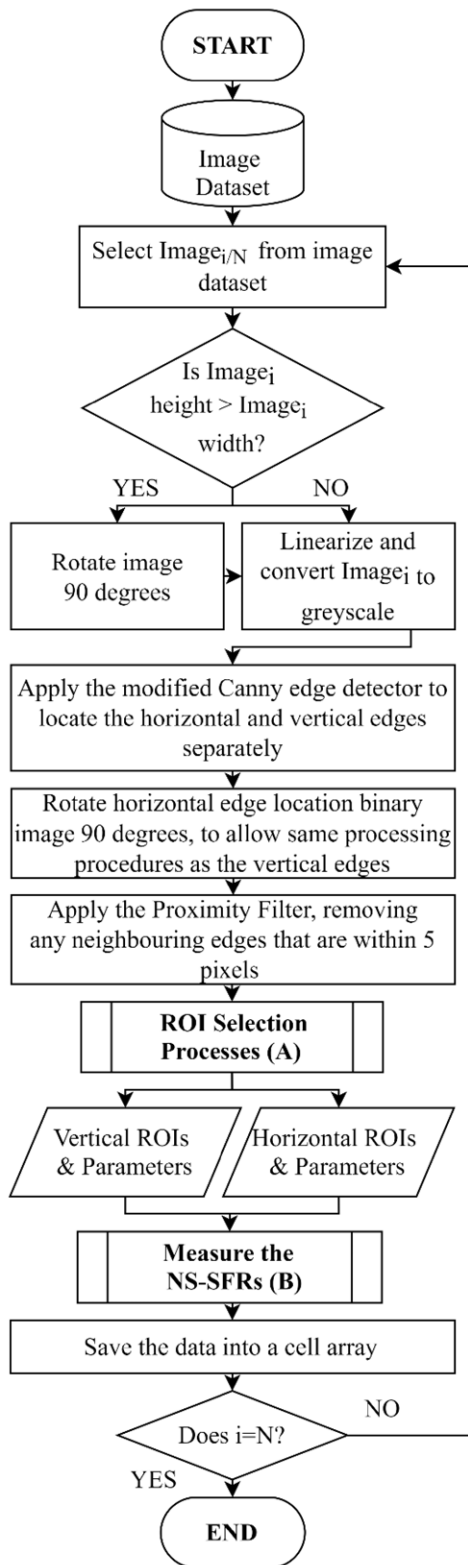 START
Image
Dataset
Select Imagei/N from image
dataset
Is Imagei
height > Imagei
width?
YES
NO
Rotate image
90 degrees
Linearize and
convert Imagei to
greyscale
Apply the modified Canny edge detector to
locate the horizontal and vertical edges
separately
Rotate horizontal edge location binary
image 90 degrees, to allow same processing
procedures as the vertical edges
Apply the Proximity Filter, removing
any neighbouring edges that are within 5
pixels
ROI Selection
Processes (A)
Vertical ROIs
& Parameters
Horizontal ROIs
& Parameters
Measure the
NS-SFRs (B)
Save the data into a cell array
Does i=N?
NO
YES
END